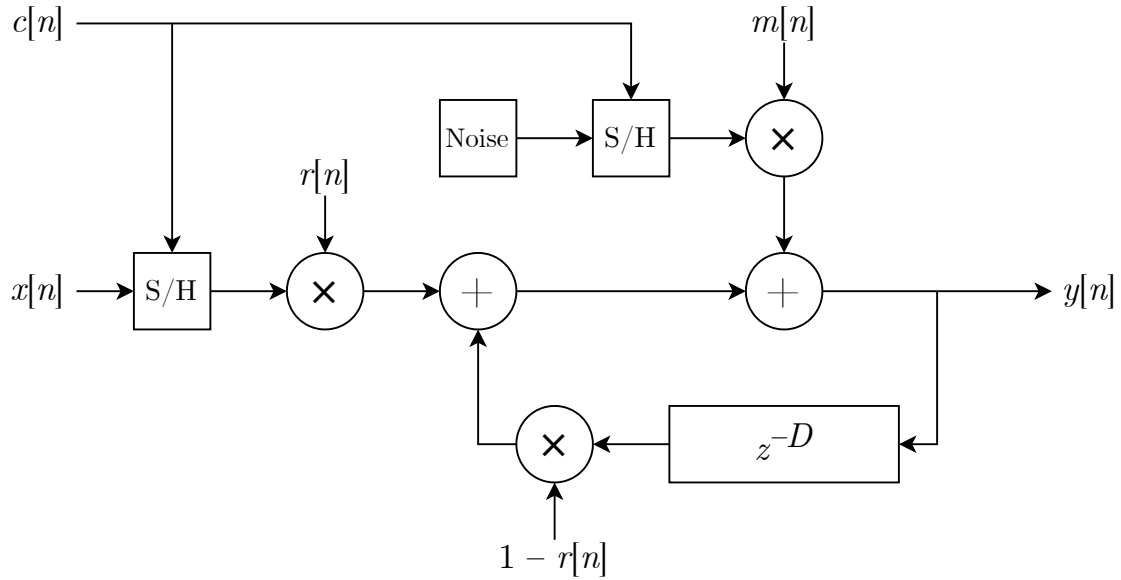 c[n]
m[n]
Noise
S/H
×
r[n]
x[n]
S/H
×
+
+
y[n]
×
z^{-D}
1 − r[n]